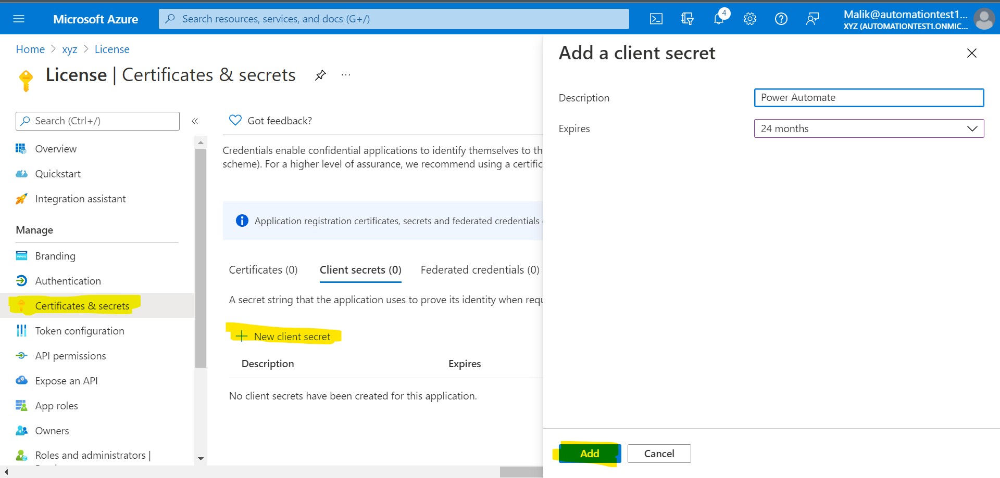 Microsoft Azure
Search resources, services, and docs (G+/)
4
Malik@automationtest1...
XYZ (AUTOMATIONTEST1.ONMIC...
Home > xyz > License
License | Certificates & secrets
...
Search (Ctrl+/)
«
Overview
Quickstart
Integration assistant
Manage
Branding
Authentication
Certificates & secrets
Token configuration
API permissions
Expose an API
App roles
Owners
Roles and administrators |
Got feedback?
Credentials enable confidential applications to identify themselves to th
scheme). For a higher level of assurance, we recommend using a certific
Application registration certificates, secrets and federated credentials
Certificates (0)
Client secrets (0)
Federated credentials (0)
A secret string that the application uses to prove its identity when requ
+ New client secret
Description
Expires
No client secrets have been created for this application.
Add a client secret
Description
Power Automate
Expires
24 months
Add
Cancel